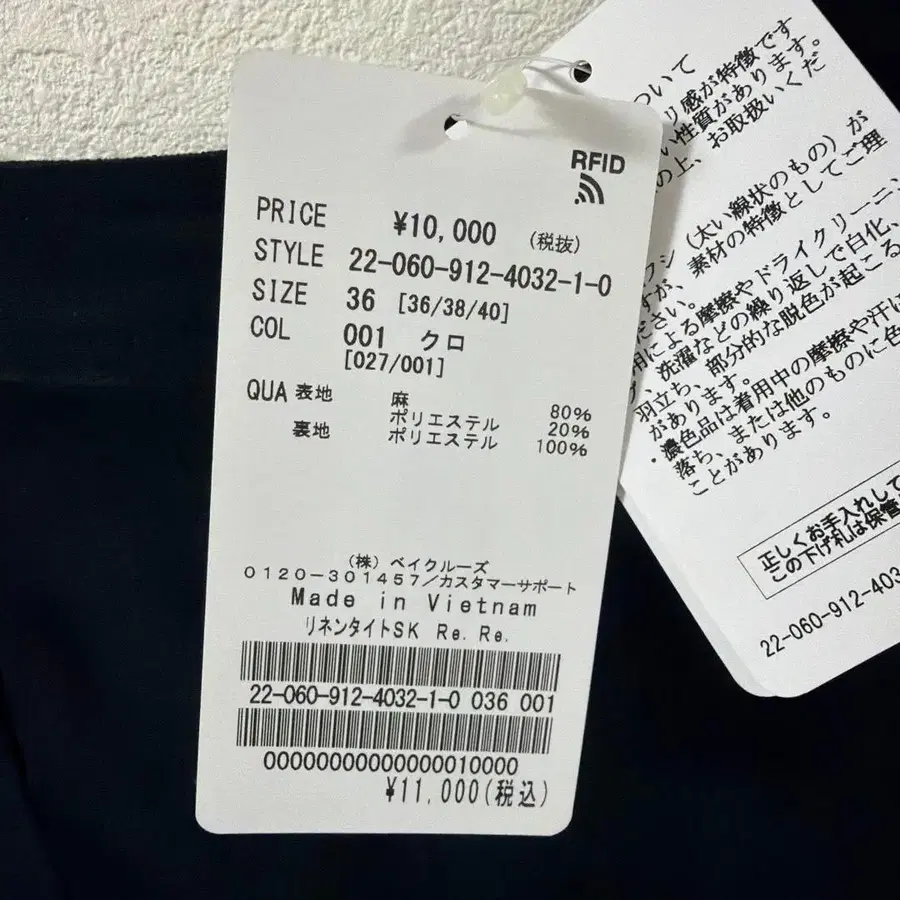 RFID
PRICE ¥10,000 (税抜)
STYLE 22-060-912-4032-1-0
SIZE 36 [36/38/40]
COL 001 クロ
[027/001]
QUA 表地 麻 80%
ポリエステル 20%
裏地 ポリエステル 100%
(株) ベイクルーズ
0120-301457/カスタマーサポート
Made in Vietnam
リネンタイトSK Re. Re.
22-060-912-4032-1-0 036 001
00000000000000010000
¥11,000(税込)
ついて
リ感が特徴です
い性質があります。
の上、お取扱いくだ
(太い線状のもの)が
素材の特徴としてご理
ださい。
用による摩擦やドライクリーニン
、洗濯などの繰り返しで白化、
羽立ち、部分的な脱色が起こる
があります。
・濃色品は着用中の摩擦や汗に
落ち、または他のものに色
ことがあります。
正しくお手入れして
この下げ札は保管
22-060-912-403